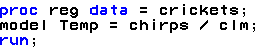 proc reg data = crickets;
model Temp = chirps / clm;
run;